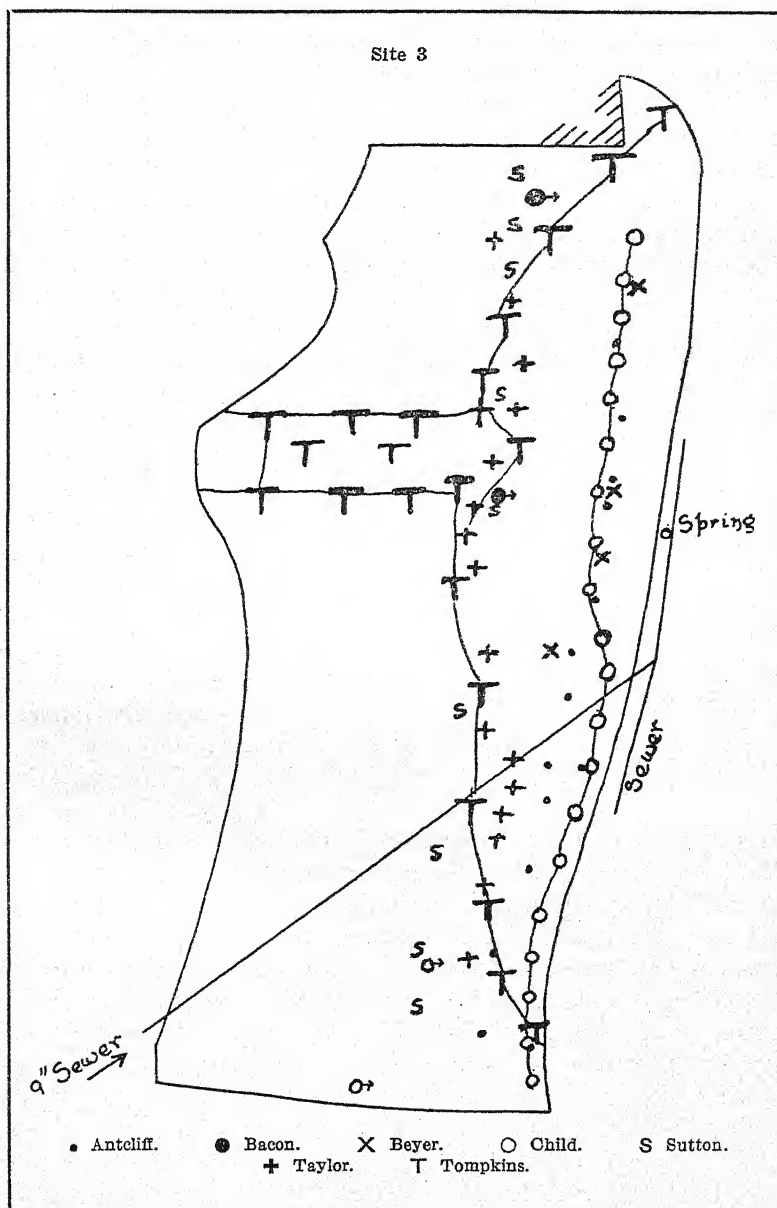 Site 3
Spring
Sewer
9" Sewer
• Antcliff. ● Bacon. X Beyer. O Child. S Sutton.
+ Taylor. T Tompkins.